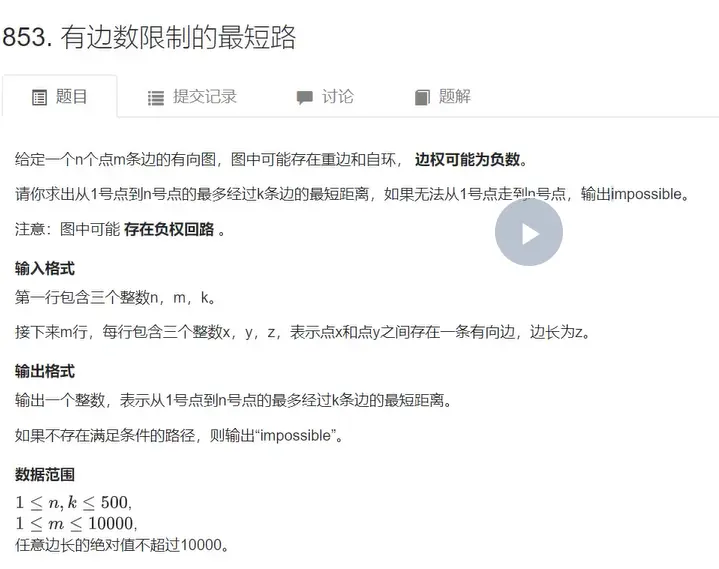 853. 有边数限制的最短路
题目 提交记录 讨论 题解
给定一个n个点m条边的有向图，图中可能存在重边和自环， 边权可能为负数。
请你求出从1号点到n号点的最多经过k条边的最短距离，如果无法从1号点走到n号点，输出impossible。
注意：图中可能 存在负权回路 。
输入格式
第一行包含三个整数n，m，k。
接下来m行，每行包含三个整数x，y，z，表示点x和点y之间存在一条有向边，边长为z。
输出格式
输出一个整数，表示从1号点到n号点的最多经过k条边的最短距离。
如果不存在满足条件的路径，则输出“impossible”。
数据范围
1 ≤ n, k ≤ 500,
1 ≤ m ≤ 10000,
任意边长的绝对值不超过10000。